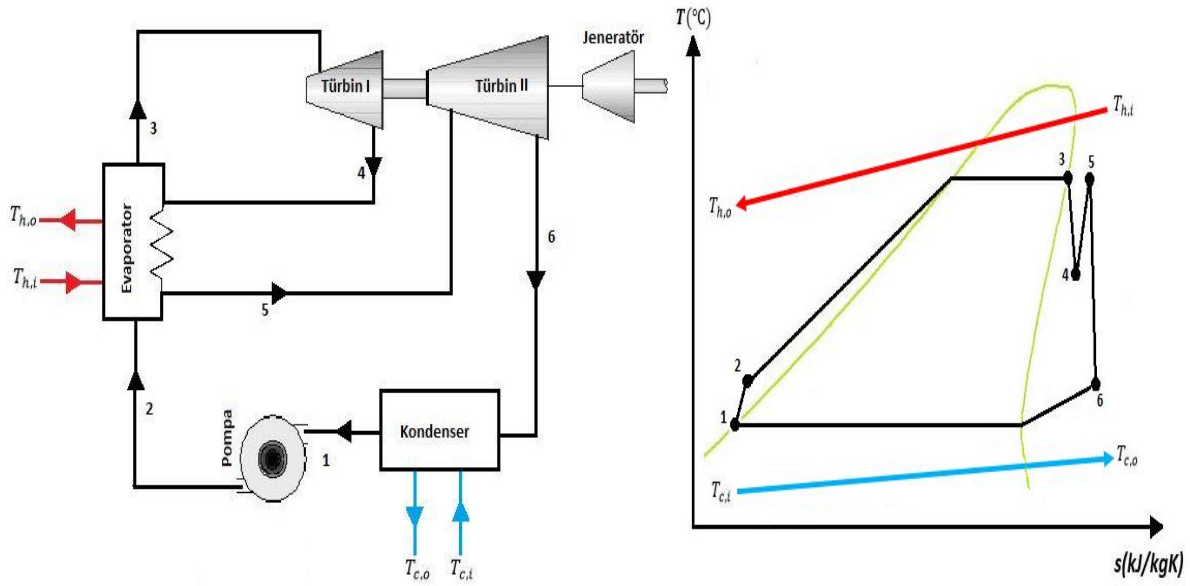 Jeneratör
Türbin I
Türbin II
3
4
Evaporator
T_{h,o}
T_{h,i}
5
6
2
Pompa
1
Kondenser
T_{c,o}
T_{c,i}
T(°C)
T_{h,i}
3
5
T_{h,o}
4
2
6
1
T_{c,o}
T_{c,i}
s(kJ/kgK)